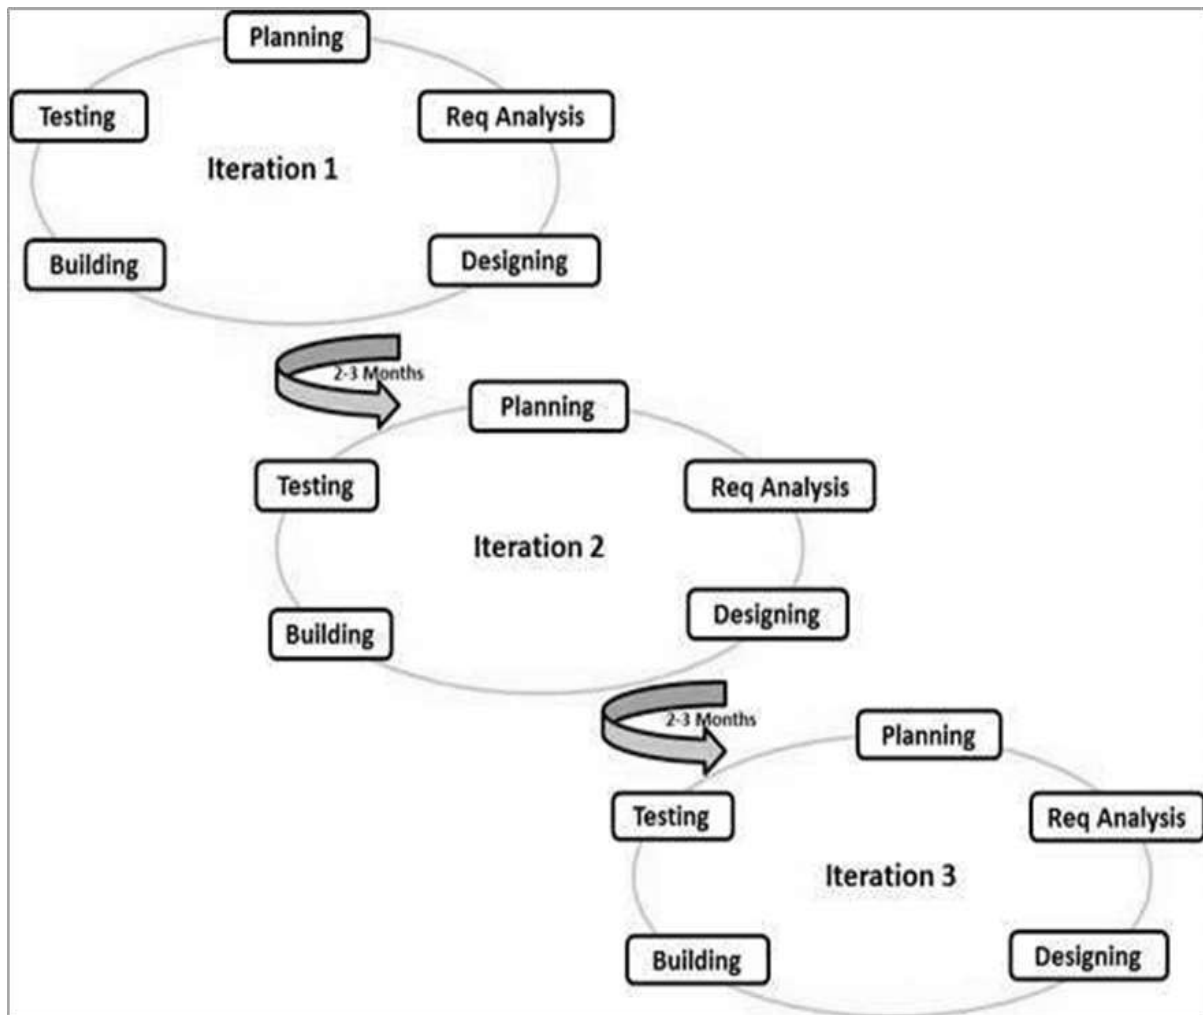 Planning
Testing
Req Analysis
Iteration 1
Building
Designing
2-3 Months
Planning
Testing
Req Analysis
Iteration 2
Building
Designing
2-3 Months
Planning
Testing
Req Analysis
Iteration 3
Building
Designing